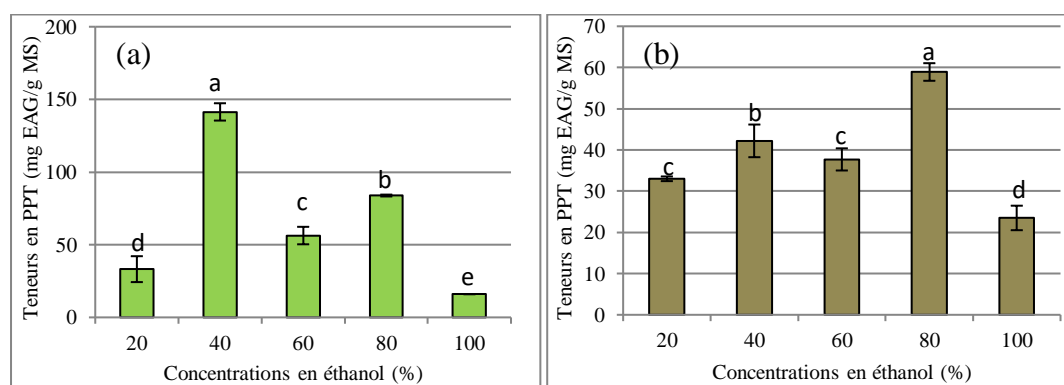 (a)
Teneurs en PPT (mg EAG/g MS)
200
150
100
50
0
d
a
c
b
e
20 40 60 80 100
Concentrations en éthanol (%)
(b)
Teneurs en PPT (mg EAG/g MS)
70
60
50
40
30
20
10
0
c
b
c
a
d
20 40 60 80 100
Concentrations en éthanol (%)